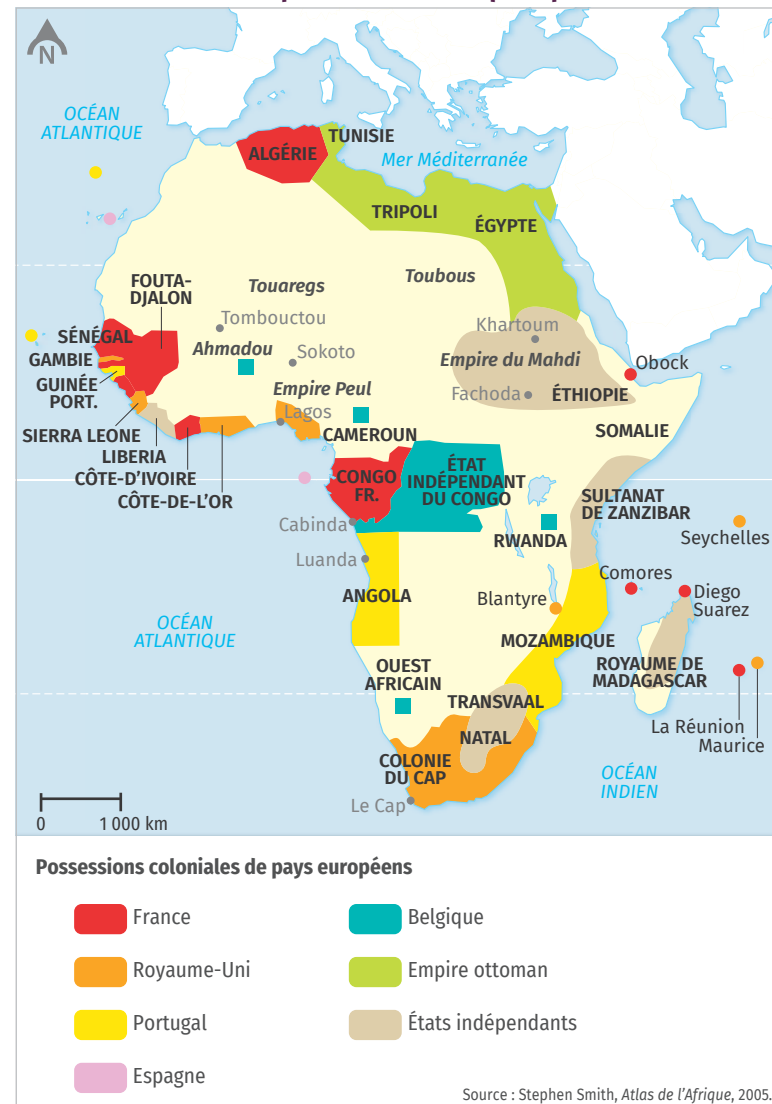 N
OCÉAN
ATLANTIQUE
TUNISIE
ALGÉRIE
Mer Méditerranée
TRIPOLI
ÉGYPTE
FOUTA-
DJALON
Touaregs
Toubous
Tombouctou
SÉNÉGAL
Khartoum
GAMBIE
Ahmadou
Sokoto
Empire du Mahdi
Obock
GUINÉE
PORT.
Empire Peul
Fachoda
ÉTHIOPIE
Lagos
SIERRA LEONE
CAMEROUN
SOMALIE
LIBERIA
CÔTE-D'IVOIRE
CÔTE-DE-L'OR
CONGO
FR.
ÉTAT
INDÉPENDANT
DU CONGO
SULTANAT
DE ZANZIBAR
Cabinda
RWANDA
Seychelles
Luanda
Comores
ANGOLA
Blantyre
Diego
Suarez
OCÉAN
ATLANTIQUE
MOZAMBIQUE
OUEST
AFRICAIN
ROYAUME DE
MADAGASCAR
TRANSVAAL
La Réunion
NATAL
Maurice
COLONIE
DU CAP
OCÉAN
INDIEN
Le Cap
0 1 000 km
Possessions coloniales de pays européens
France
Belgique
Royaume-Uni
Empire ottoman
Portugal
États indépendants
Espagne
Source : Stephen Smith, Atlas de l'Afrique, 2005.